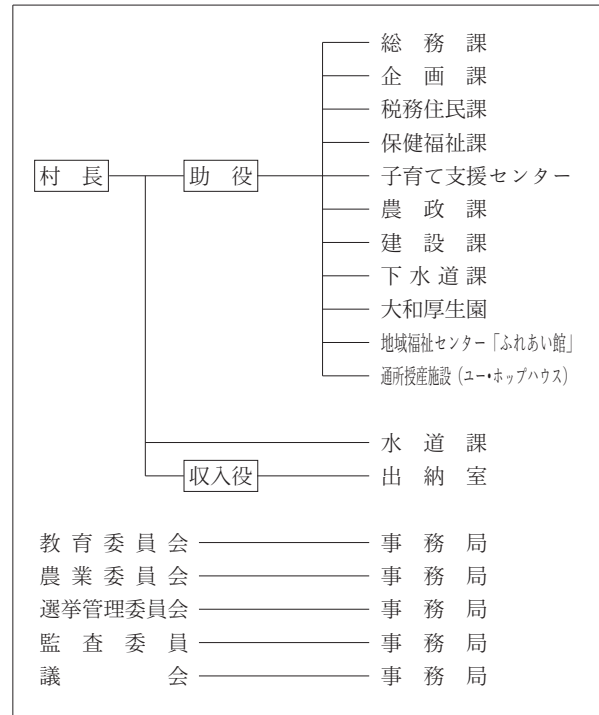 総務課
企画課
税務住民課
保健福祉課
村長 助役 子育て支援センター
農政課
建設課
下水道課
大和厚生園
地域福祉センター「ふれあい館」
通所授産施設（ユー・ホップハウス）
水道課
収入役 出納室
教育委員会 事務局
農業委員会 事務局
選挙管理委員会 事務局
監査委員 事務局
議会 事務局